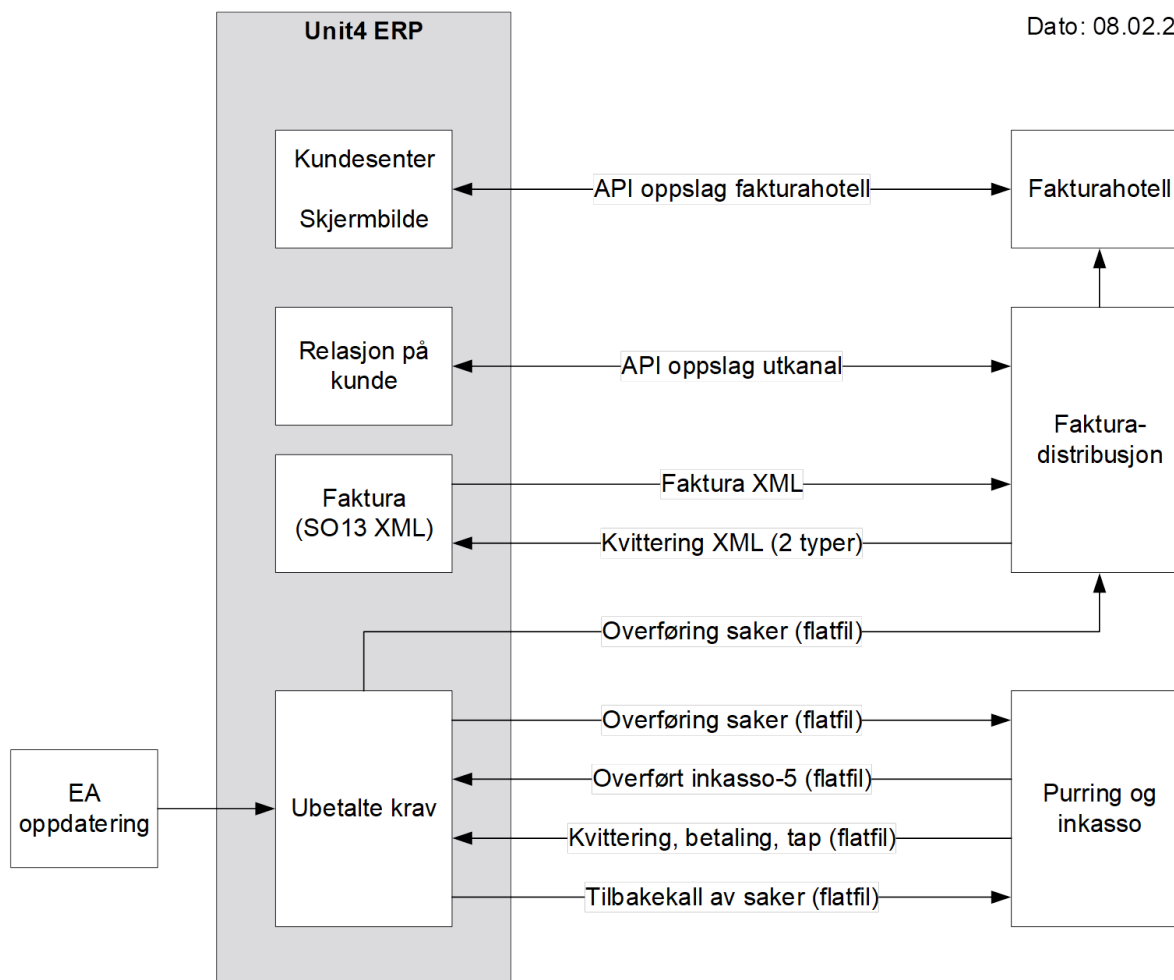 Unit4 ERP
Dato: 08.02.2
Kundesenter
Skjermbilde
API oppslag fakturahotell
Fakturahotell
Relasjon på
kunde
API oppslag utkanal
Faktura-
distribusjon
Faktura
(SO13 XML)
Faktura XML
Kvittering XML (2 typer)
Overføring saker (flatfil)
EA
oppdatering
Ubetalte krav
Overføring saker (flatfil)
Overført inkasso-5 (flatfil)
Kvittering, betaling, tap (flatfil)
Tilbakekall av saker (flatfil)
Purring og
inkasso